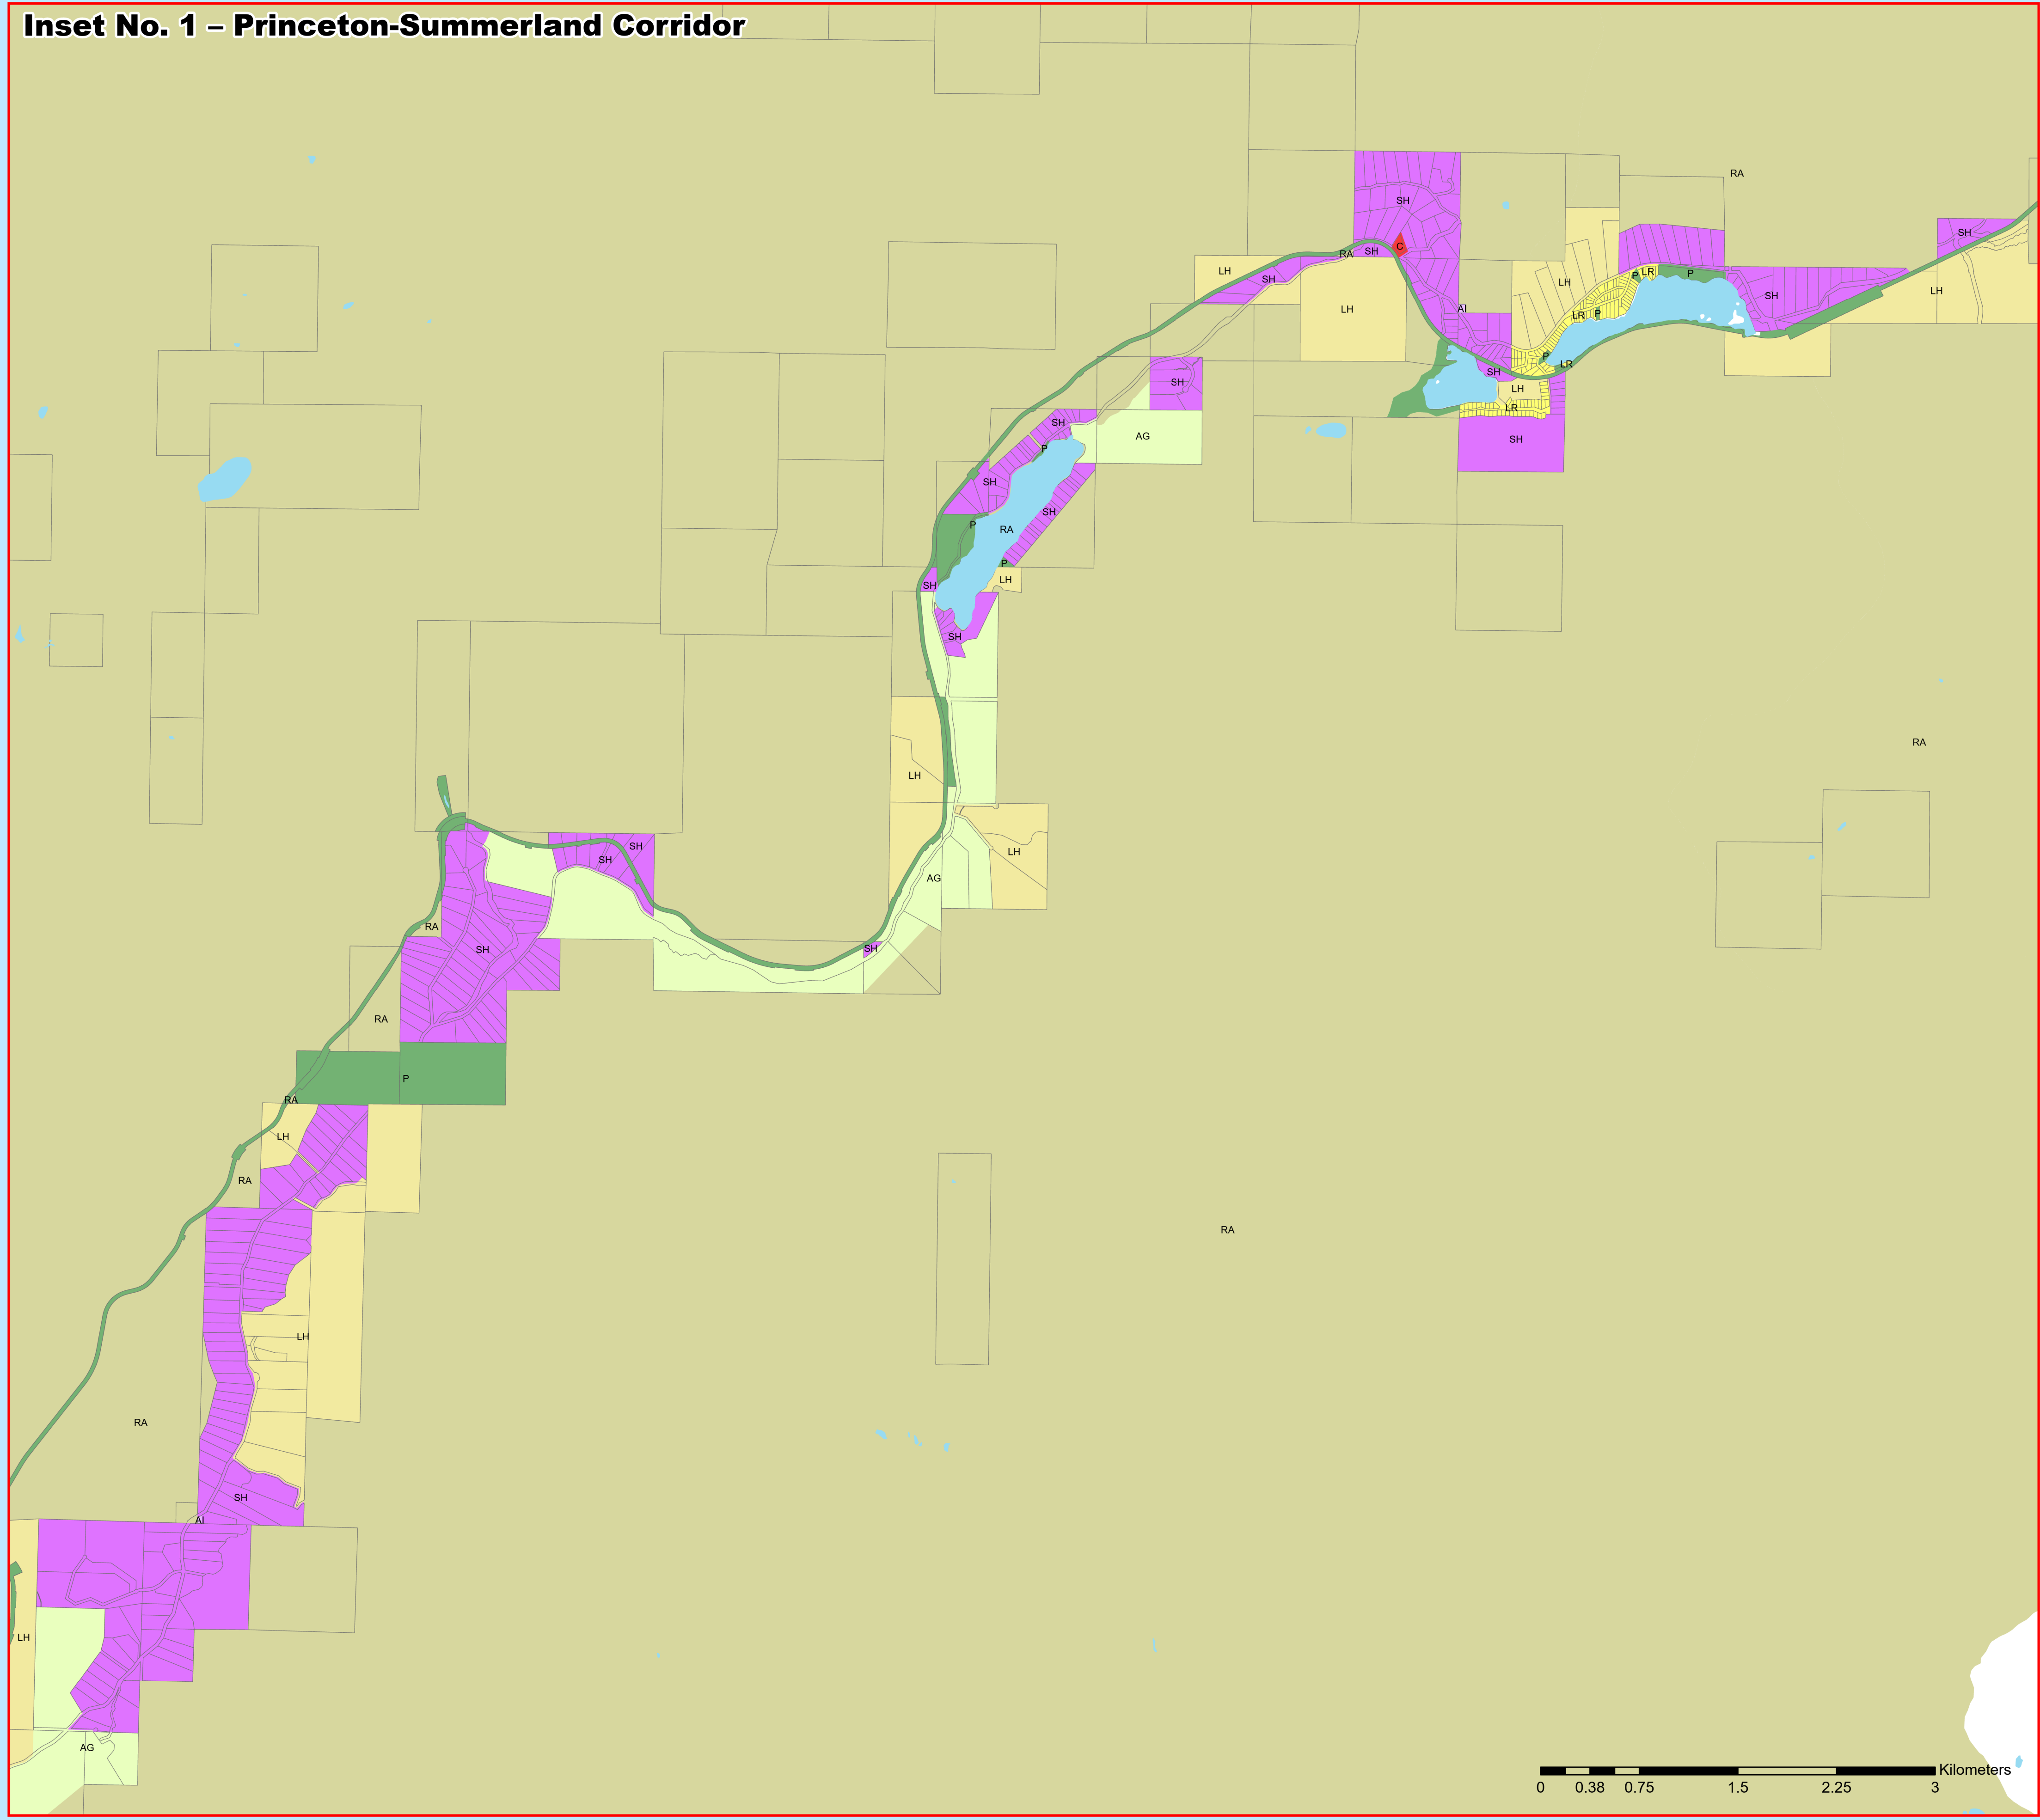 Inset No. 1 – Princeton-Summerland Corridor
RA
SH
C
SH
SH
RA
SH
LH
LH
LH
P
LR
P
SH
LH
AI
LR
P
P
LR
SH
SH
LH
LR
SH
AG
SH
P
SH
SH
P
RA
P
LH
SH
SH
RA
LH
SH
SH
LH
AG
RA
SH
SH
RA
P
RA
LH
RA
RA
LH
RA
SH
AI
LH
AG
Kilometers
0 0.38 0.75 1.5 2.25 3